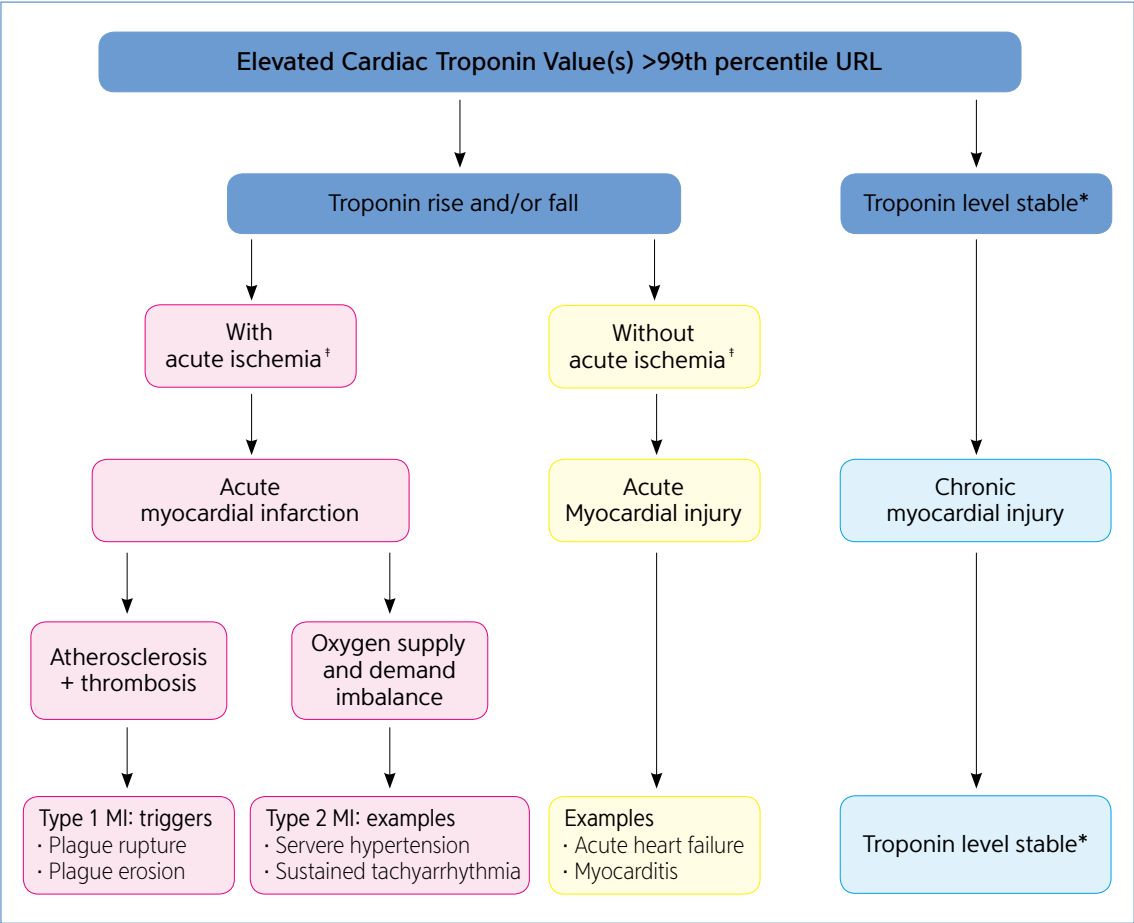 Elevated Cardiac Troponin Value(s) >99th percentile URL
Troponin rise and/or fall
Troponin level stable*
With
acute ischemia‡
Without
acute ischemia‡
Acute
myocardial infarction
Acute
Myocardial injury
Chronic
myocardial injury
Atherosclerosis
+ thrombosis
Oxygen supply
and demand
imbalance
Type 1 MI: triggers
· Plague rupture
· Plague erosion
Type 2 MI: examples
· Servere hypertension
· Sustained tachyarrhythmia
Examples
· Acute heart failure
· Myocarditis
Troponin level stable*